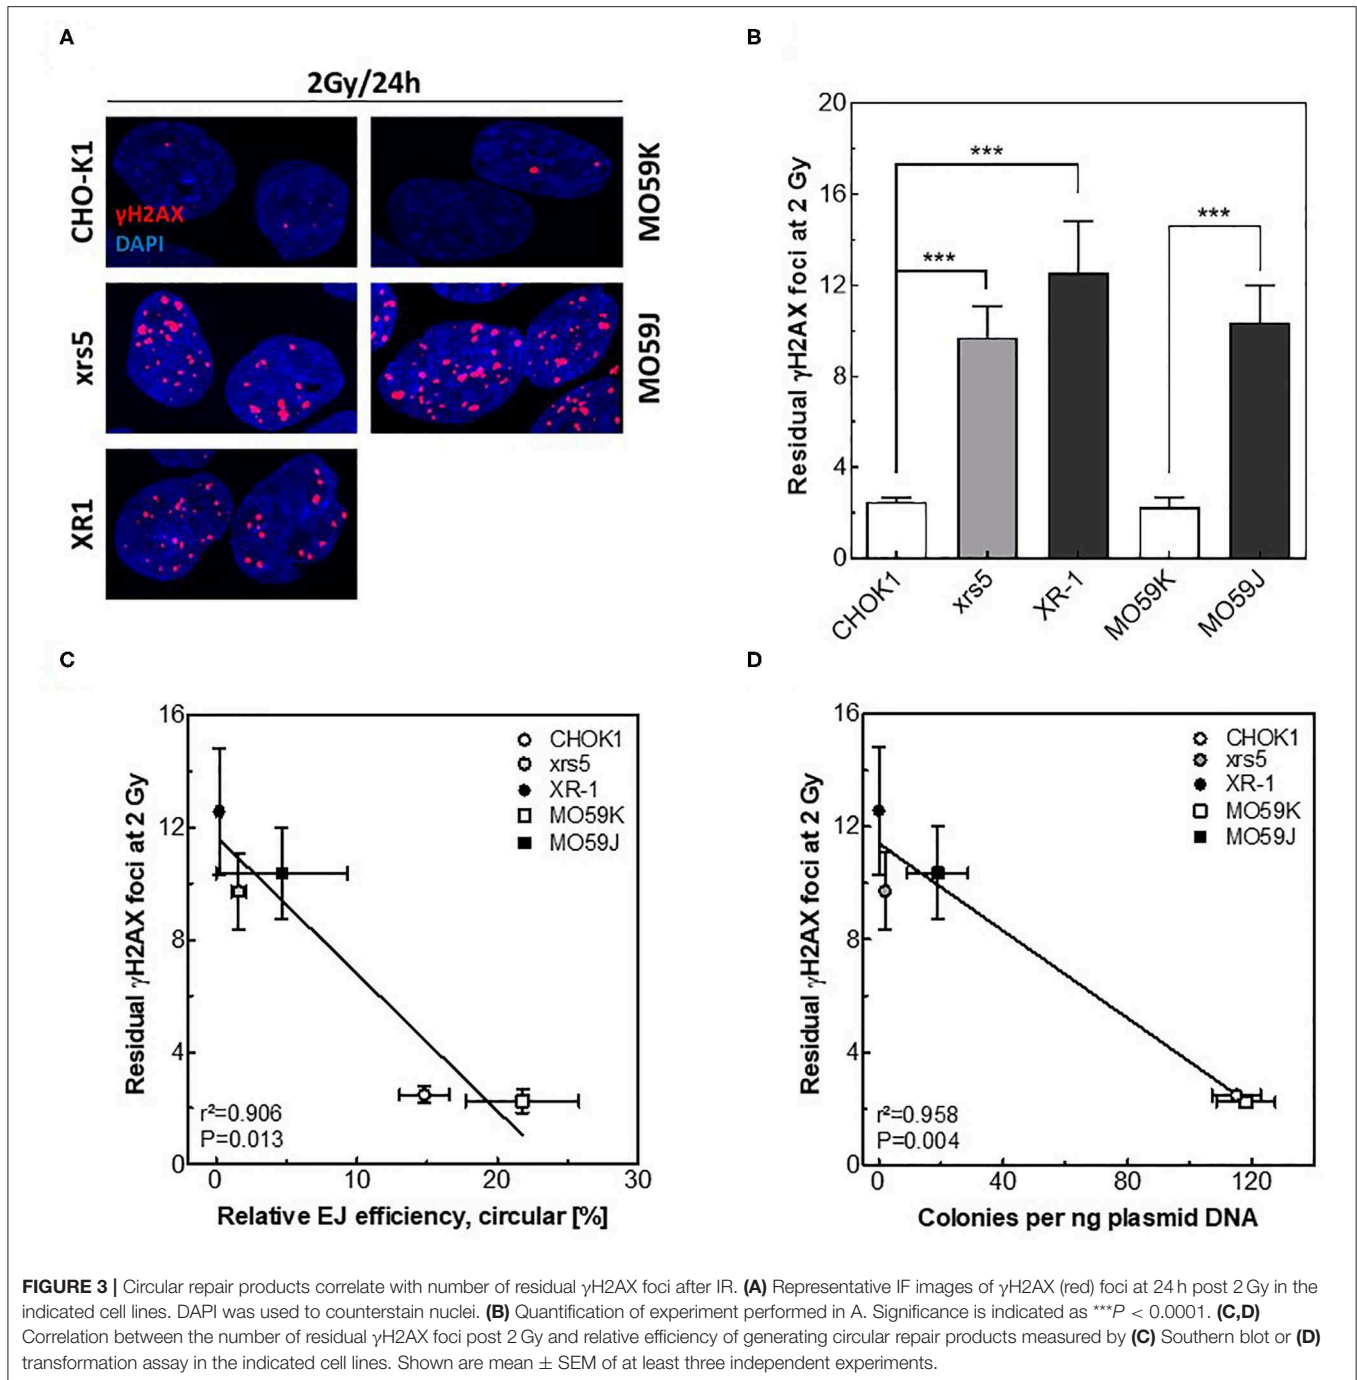 A
2Gy/24h
CHO-K1
γH2AX
DAPI
MO59K
xrs5
MO59J
XR1
B
Residual γH2AX foci at 2 Gy
20
16
12
8
4
0
***
***
***
CHOK1
xrs5
XR-1
MO59K
MO59J
C
Residual γH2AX foci at 2 Gy
16
12
8
4
0
CHOK1
xrs5
XR-1
MO59K
MO59J
r²=0.906
P=0.013
0
10
20
30
Relative EJ efficiency, circular [%]
D
Residual γH2AX foci at 2 Gy
16
12
8
4
0
CHOK1
xrs5
XR-1
MO59K
MO59J
r²=0.958
P=0.004
0
40
80
120
Colonies per ng plasmid DNA
FIGURE 3 | Circular repair products correlate with number of residual γH2AX foci after IR. (A) Representative IF images of γH2AX (red) foci at 24 h post 2 Gy in the
indicated cell lines. DAPI was used to counterstain nuclei. (B) Quantification of experiment performed in A. Significance is indicated as ***P < 0.0001. (C,D)
Correlation between the number of residual γH2AX foci post 2 Gy and relative efficiency of generating circular repair products measured by (C) Southern blot or (D)
transformation assay in the indicated cell lines. Shown are mean ± SEM of at least three independent experiments.